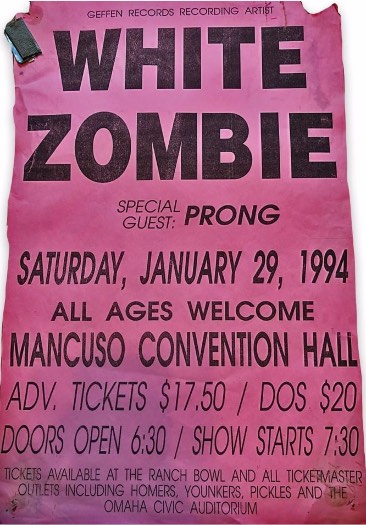 GEFFEN RECORDS RECORDING ARTIST
WHITE
ZOMBIE
SPECIAL
GUEST: PRONG
SATURDAY, JANUARY 29, 1994
ALL AGES WELCOME
MANCUSO CONVENTION HALL
ADV. TICKETS $17.50 / DOS $20
DOORS OPEN 6:30 / SHOW STARTS 7:30
TICKETS AVAILABLE AT THE RANCH BOWL AND ALL TICKETMASTER
OUTLETS INCLUDING HOMERS, YOUNKERS, PICKLES AND THE
OMAHA CIVIC AUDITORIUM